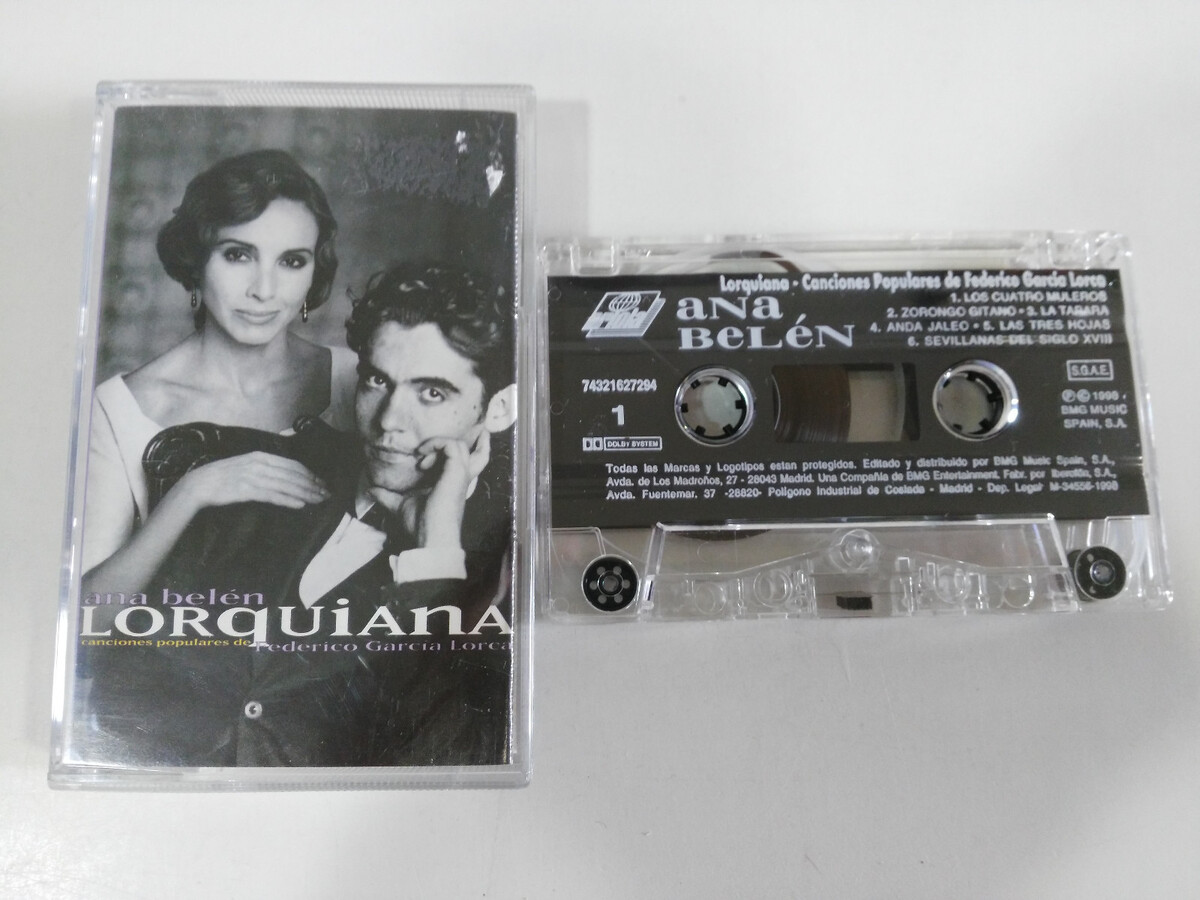 ana belén
LORQUIANA
canciones populares de Federico García Lorca
Lorquiana - Canciones Populares de Federico García Lorca
ANA
BELÉN
1. LOS CUATRO MULEROS
2. ZORONGO GITANO • 3. LA TARARA
4. ANDA JALEO • 5. LAS TRES HOJAS
6. SEVILLANAS DEL SIGLO XVIII
74321627294
1
DOLBY SYSTEM
S.G.A.E.
℗ © 1998
BMG MUSIC
SPAIN, S.A.
Todas las Marcas y Logotipos estan protegidos. Editado y distribuido por BMG Music Spain, S.A.,
Avda. de Los Madroños, 27 - 28043 Madrid. Una Compañía de BMG Entertainment. Fabr. por Iberofón, S.A.,
Avda. Fuentemar. 37 -28820- Polígono Industrial de Coslada - Madrid - Dep. Legal M-34556-1998